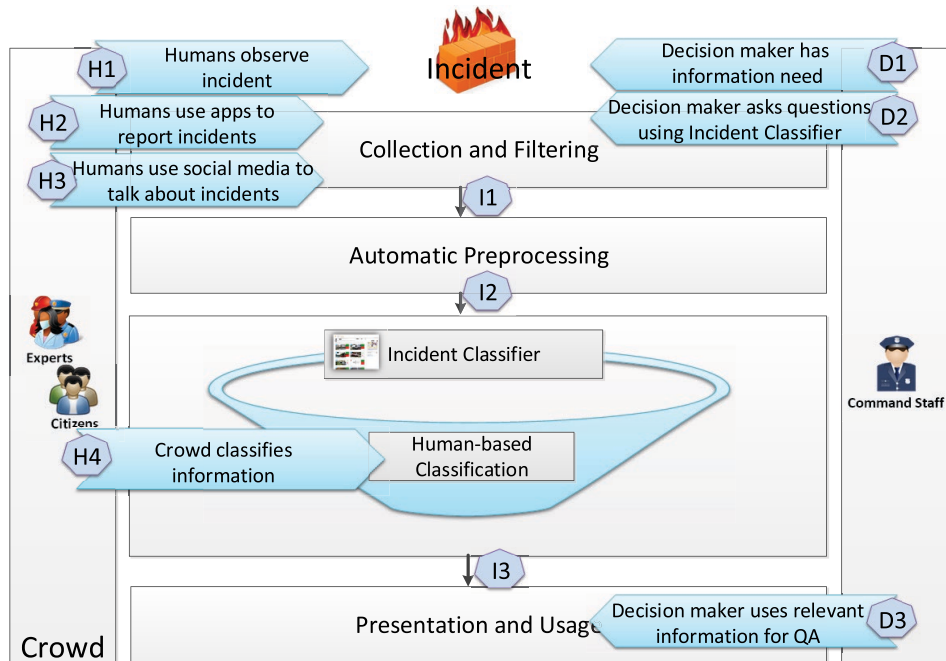 H1
Humans observe
incident
Incident
Decision maker has
information need
D1
H2
Humans use apps to
report incidents
Decision maker asks questions
using Incident Classifier
D2
Collection and Filtering
H3
Humans use social media to
talk about incidents
I1
Automatic Preprocessing
I2
Experts
Citizens
Incident Classifier
Command Staff
H4
Crowd classifies
information
Human-based
Classification
I3
Presentation and Usage
Decision maker uses relevant
information for QA
D3
Crowd